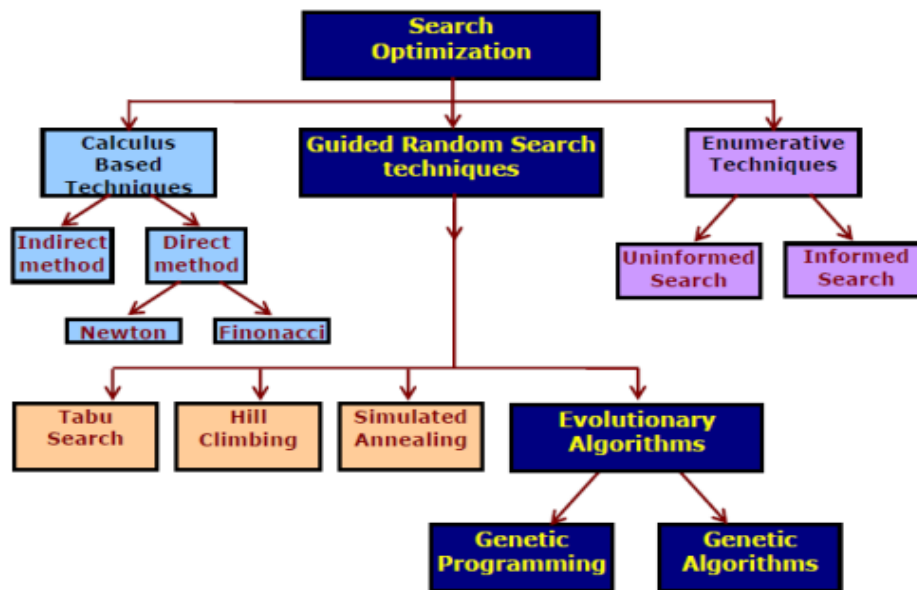 Search
Optimization
Calculus
Based
Techniques
Guided Random Search
techniques
Enumerative
Techniques
Indirect
method
Direct
method
Uninformed
Search
Informed
Search
Newton
Finonacci
Tabu
Search
Hill
Climbing
Simulated
Annealing
Evolutionary
Algorithms
Genetic
Programming
Genetic
Algorithms